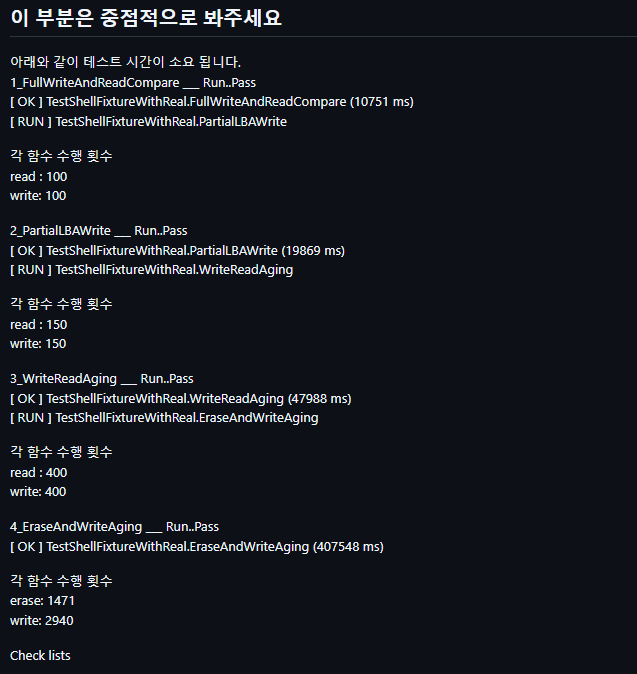 이 부분은 중점적으로 봐주세요
아래와 같이 테스트 시간이 소요 됩니다.
1_FullWriteAndReadCompare ___ Run..Pass
[ OK ] TestShellFixtureWithReal.FullWriteAndReadCompare (10751 ms)
[ RUN ] TestShellFixtureWithReal.PartialLBAWrite
각 함수 수행 횟수
read : 100
write: 100
2_PartialLBAWrite ___ Run..Pass
[ OK ] TestShellFixtureWithReal.PartialLBAWrite (19869 ms)
[ RUN ] TestShellFixtureWithReal.WriteReadAging
각 함수 수행 횟수
read : 150
write: 150
3_WriteReadAging ___ Run..Pass
[ OK ] TestShellFixtureWithReal.WriteReadAging (47988 ms)
[ RUN ] TestShellFixtureWithReal.EraseAndWriteAging
각 함수 수행 횟수
read : 400
write: 400
4_EraseAndWriteAging ___ Run..Pass
[ OK ] TestShellFixtureWithReal.EraseAndWriteAging (407548 ms)
각 함수 수행 횟수
erase: 1471
write: 2940
Check lists